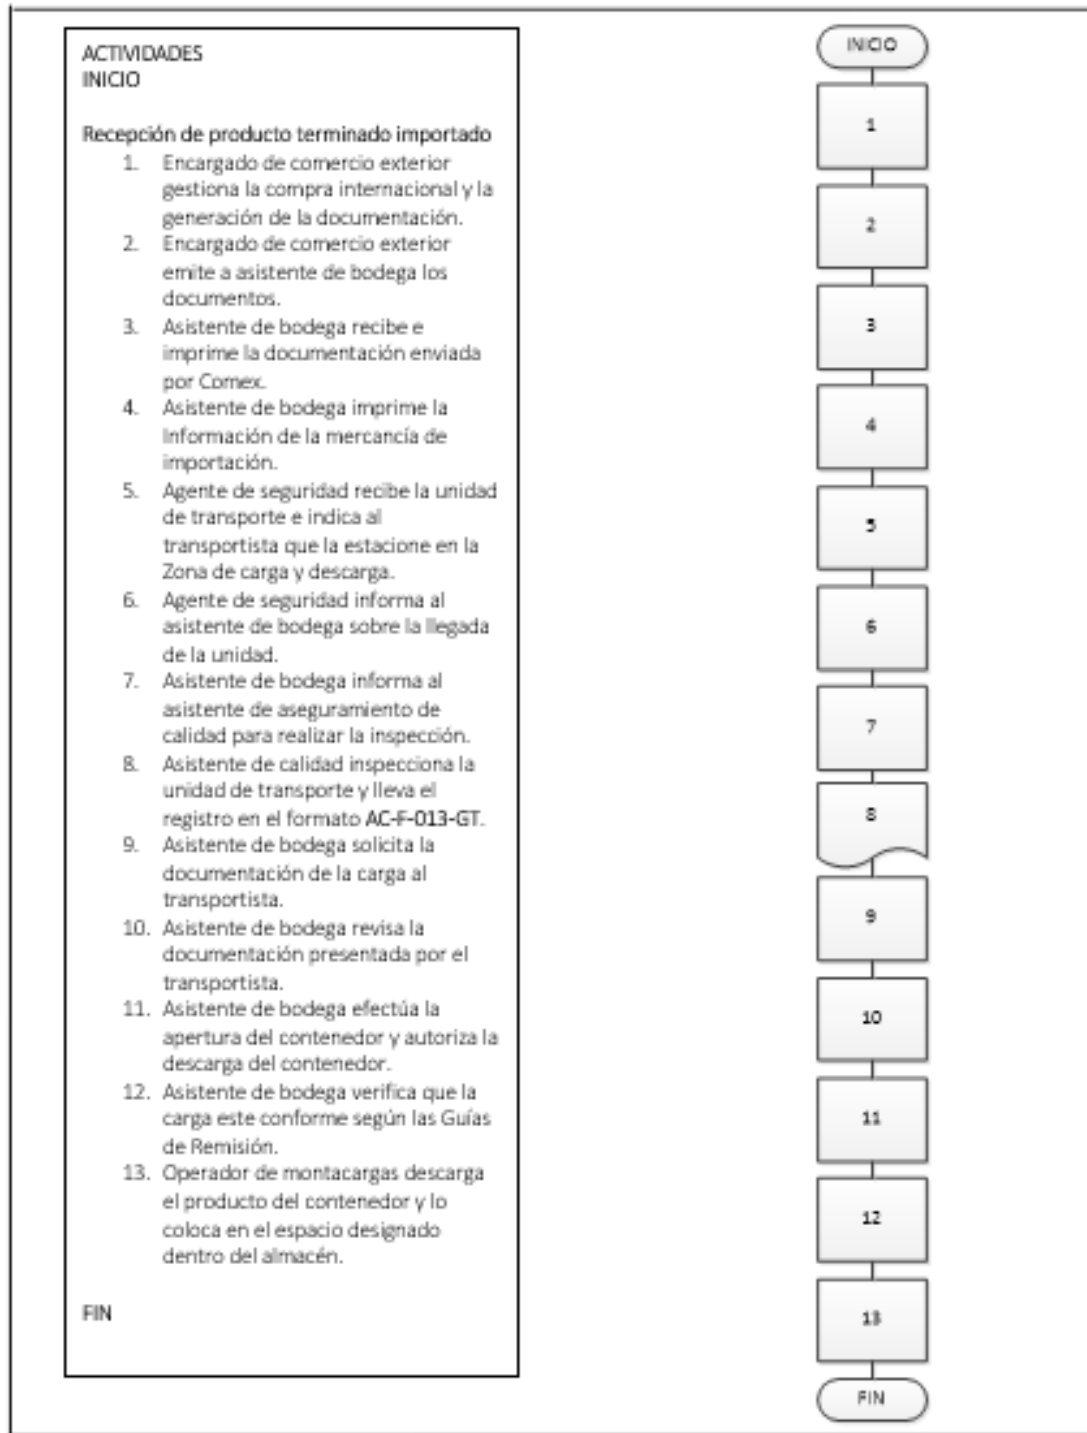 ACTIVIDADES
INICIO
Recepción de producto terminado importado
1. Encargado de comercio exterior
gestiona la compra internacional y la
generación de la documentación.
2. Encargado de comercio exterior
emite a asistente de bodega los
documentos.
3. Asistente de bodega recibe e
imprime la documentación enviada
por Comex.
4. Asistente de bodega imprime la
Información de la mercancía de
importación.
5. Agente de seguridad recibe la unidad
de transporte e indica al
transportista que la estacione en la
Zona de carga y descarga.
6. Agente de seguridad informa al
asistente de bodega sobre la llegada
de la unidad.
7. Asistente de bodega informa al
asistente de aseguramiento de
calidad para realizar la inspección.
8. Asistente de calidad inspecciona la
unidad de transporte y lleva el
registro en el formato AC-F-013-GT.
9. Asistente de bodega solicita la
documentación de la carga al
transportista.
10. Asistente de bodega revisa la
documentación presentada por el
transportista.
11. Asistente de bodega efectúa la
apertura del contenedor y autoriza la
descarga del contenedor.
12. Asistente de bodega verifica que la
carga este conforme según las Guías
de Remisión.
13. Operador de montacargas descarga
el producto del contenedor y lo
coloca en el espacio designado
dentro del almacén.
FIN
INICIO
1
2
3
4
5
6
7
8
9
10
11
12
13
FIN